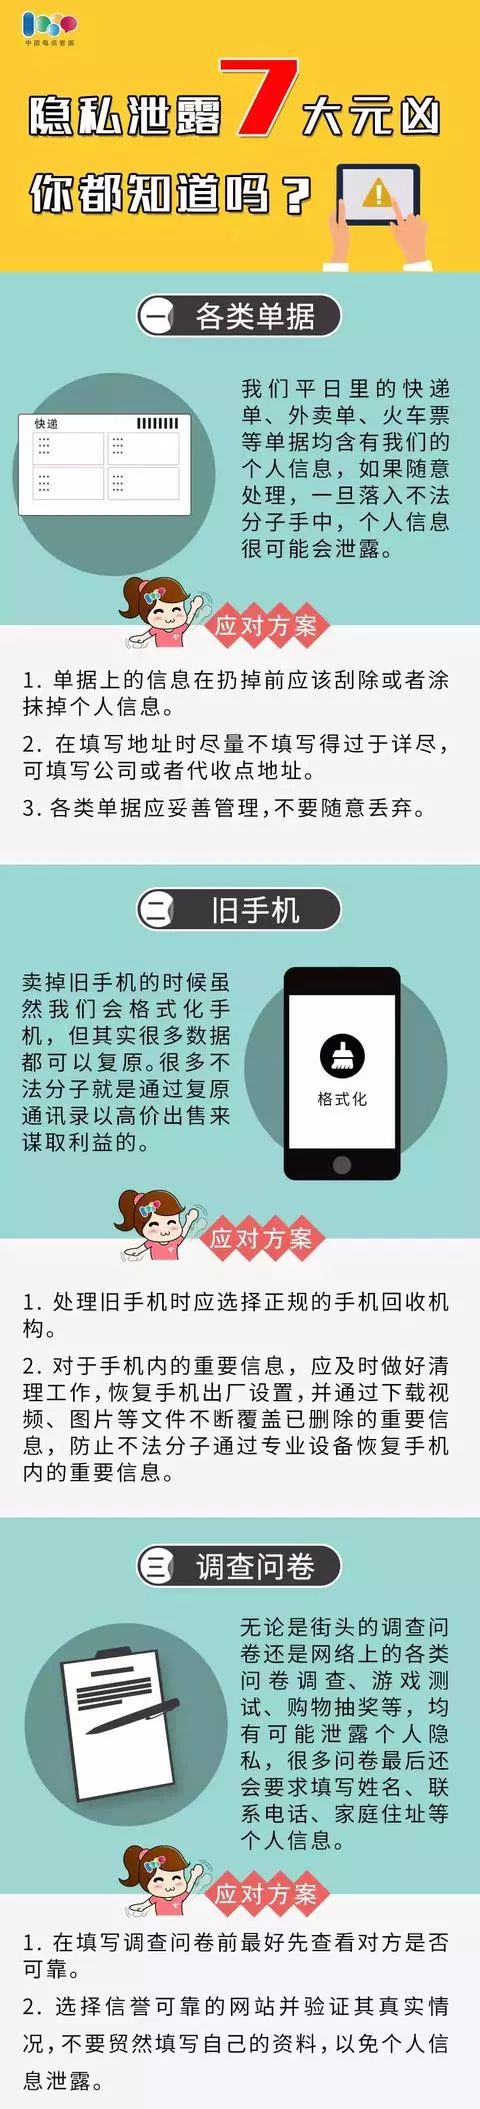 中国电信客服
隐私泄露7大元凶
你都知道吗？
一 各类单据
快递
我们平日里的快递
单、外卖单、火车票
等单据均含有我们的
个人信息，如果随意
处理，一旦落入不法
分子手中，个人信息
很可能会泄露。
应对方案
1. 单据上的信息在扔掉前应该刮除或者涂
抹掉个人信息。
2. 在填写地址时尽量不填写得过于详尽，
可填写公司或者代收点地址。
3. 各类单据应妥善管理，不要随意丢弃。
二 旧手机
卖掉旧手机的时候虽
然我们会格式化手
机，但其实很多数据
都可以复原。很多不
法分子就是通过复原
通讯录以高价出售来
谋取利益的。
格式化
应对方案
1. 处理旧手机时应选择正规的手机回收机
构。
2. 对于手机内的重要信息，应及时做好清
理工作，恢复手机出厂设置，并通过下载视
频、图片等文件不断覆盖已删除的重要信
息，防止不法分子通过专业设备恢复手机
内的重要信息。
三 调查问卷
无论是街头的调查问
卷还是网络上的各类
问卷调查、游戏测
试、购物抽奖等，均
有可能泄露个人隐
私，很多问卷最后还
会要求填写姓名、联
系电话、家庭住址等
个人信息。
应对方案
1. 在填写调查问卷前最好先查看对方是否
可靠。
2. 选择信誉可靠的网站并验证其真实情
况，不要贸然填写自己的资料，以免个人信
息泄露。